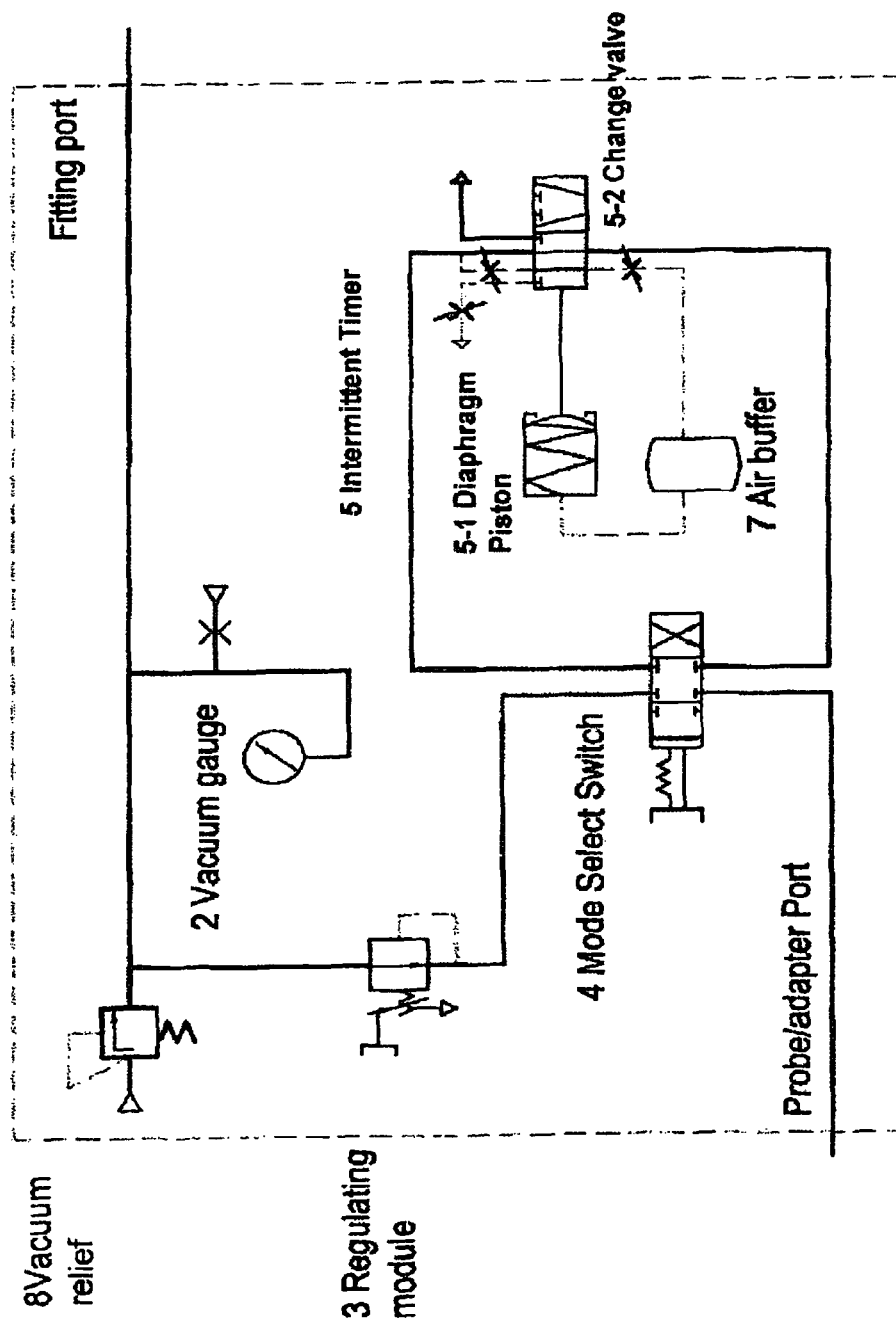 8Vacuum
relief
Fitting port
2 Vacuum gauge
3 Regulating
module
5 Intermittent Timer
5-1 Diaphragm
Piston
5-2 Change valve
4 Mode Select Switch
7 Air buffer
Probe/adapter Port